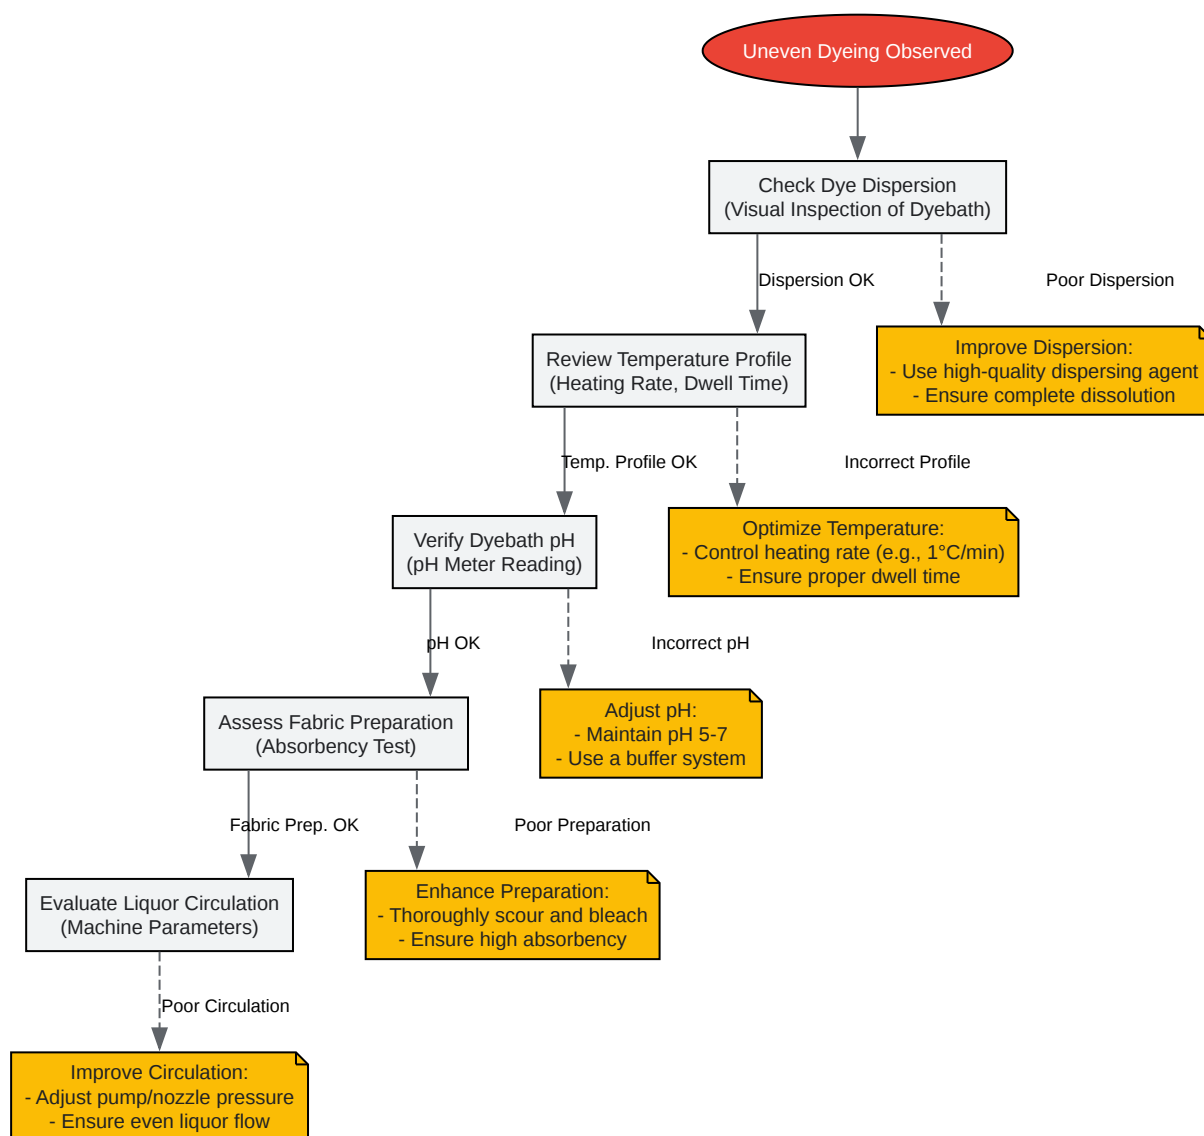 Uneven Dyeing Observed
Check Dye Dispersion
(Visual Inspection of Dyebath)
Dispersion OK
Poor Dispersion
Review Temperature Profile
(Heating Rate, Dwell Time)
Improve Dispersion:
- Use high-quality dispersing agent
- Ensure complete dissolution
Temp. Profile OK
Incorrect Profile
Verify Dyebath pH
(pH Meter Reading)
Optimize Temperature:
- Control heating rate (e.g., 1°C/min)
- Ensure proper dwell time
pH OK
Incorrect pH
Assess Fabric Preparation
(Absorbency Test)
Adjust pH:
- Maintain pH 5-7
- Use a buffer system
Fabric Prep. OK
Poor Preparation
Evaluate Liquor Circulation
(Machine Parameters)
Enhance Preparation:
- Thoroughly scour and bleach
- Ensure high absorbency
Poor Circulation
Improve Circulation:
- Adjust pump/nozzle pressure
- Ensure even liquor flow